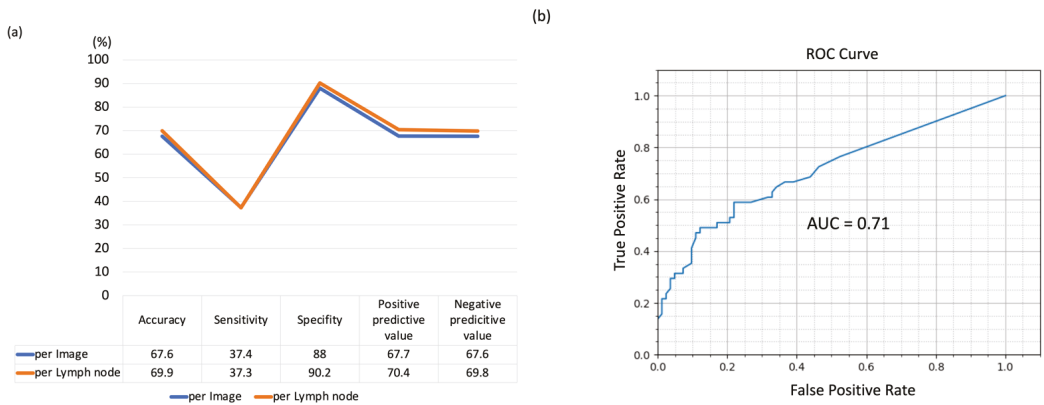 (a)
(%)
100
90
80
70
60
50
40
30
20
10
0
Accuracy Sensitivity Specifity Positive predictive value Negative predicitive value
per Image 67.6 37.4 88 67.7 67.6
per Lymph node 69.9 37.3 90.2 70.4 69.8
per Image per Lymph node
(b)
ROC Curve
True Positive Rate
1.0
0.8
0.6
0.4
0.2
0.0
AUC = 0.71
0.0 0.2 0.4 0.6 0.8 1.0
False Positive Rate